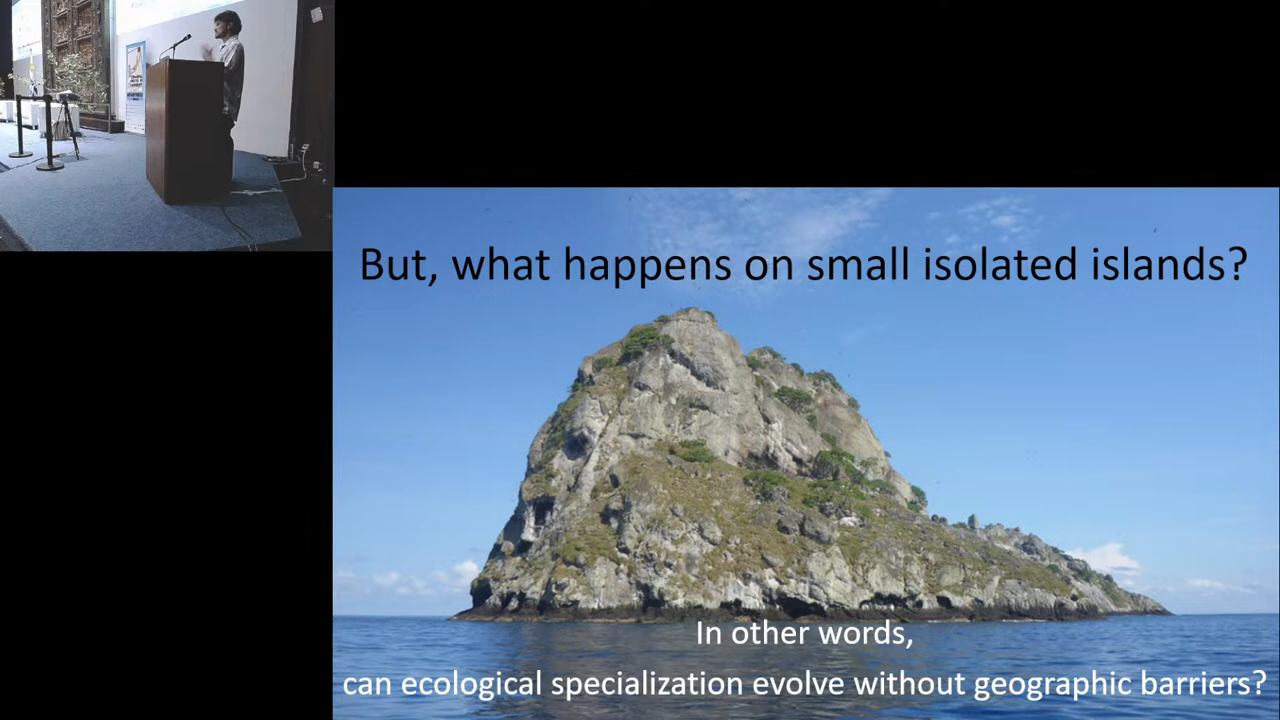 But, what happens on small isolated islands?
In other words,
can ecological specialization evolve without geographic barriers?